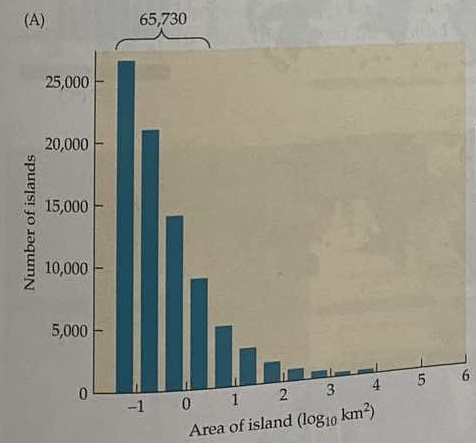 (A)
65,730
Number of islands
25,000
20,000
15,000
10,000
5,000
0
–1 0 1 2 3 4 5 6
Area of island (log10 km2)